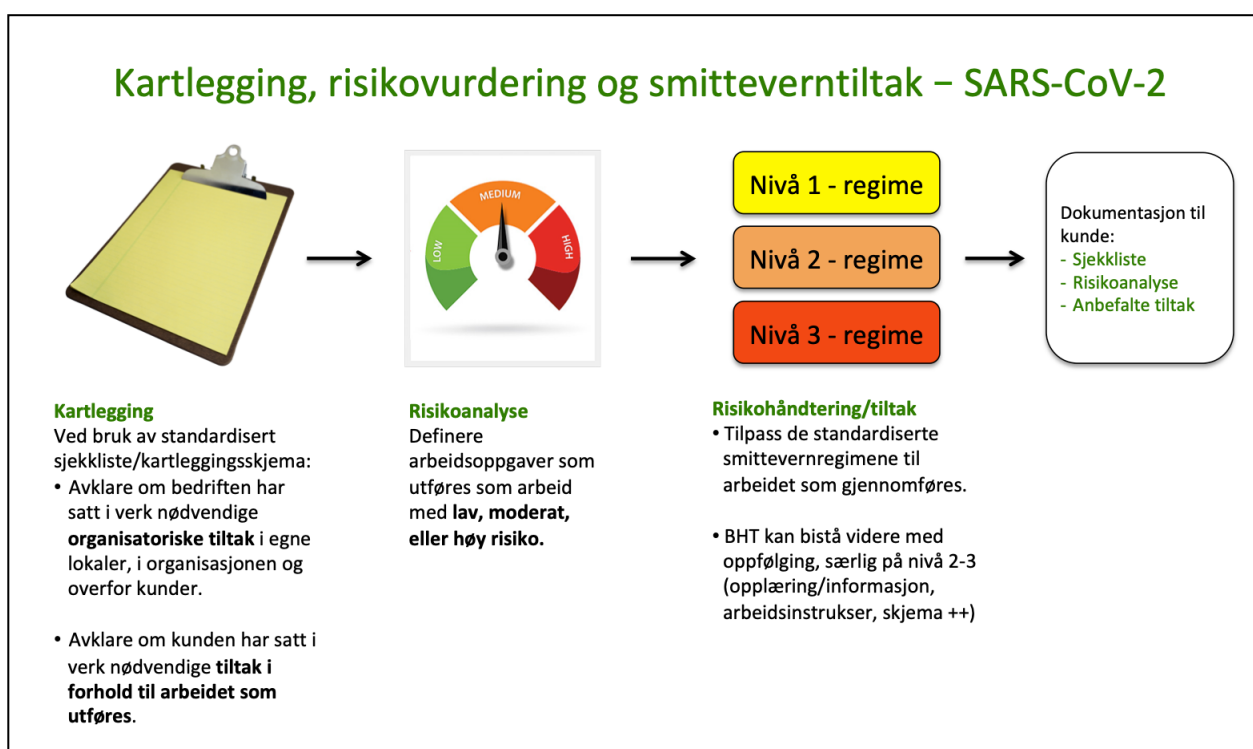 Kartlegging, risikovurdering og smitteverntiltak – SARS-CoV-2
LOW
MEDIUM
HIGH
Nivå 1 - regime
Nivå 2 - regime
Nivå 3 - regime
Dokumentasjon til
kunde:
- Sjekkliste
- Risikoanalyse
- Anbefalte tiltak
Kartlegging
Ved bruk av standardisert
sjekkliste/kartleggingsskjema:
• Avklare om bedriften har
satt i verk nødvendige
organisatoriske tiltak i egne
lokaler, i organisasjonen og
overfor kunder.
• Avklare om kunden har satt i
verk nødvendige tiltak i
forhold til arbeidet som
utføres.
Risikoanalyse
Definere
arbeidsoppgaver som
utføres som arbeid
med lav, moderat,
eller høy risiko.
Risikohåndtering/tiltak
• Tilpass de standardiserte
smittevernregimene til
arbeidet som gjennomføres.
• BHT kan bistå videre med
oppfølging, særlig på nivå 2-3
(opplæring/informasjon,
arbeidsinstrukser, skjema ++)